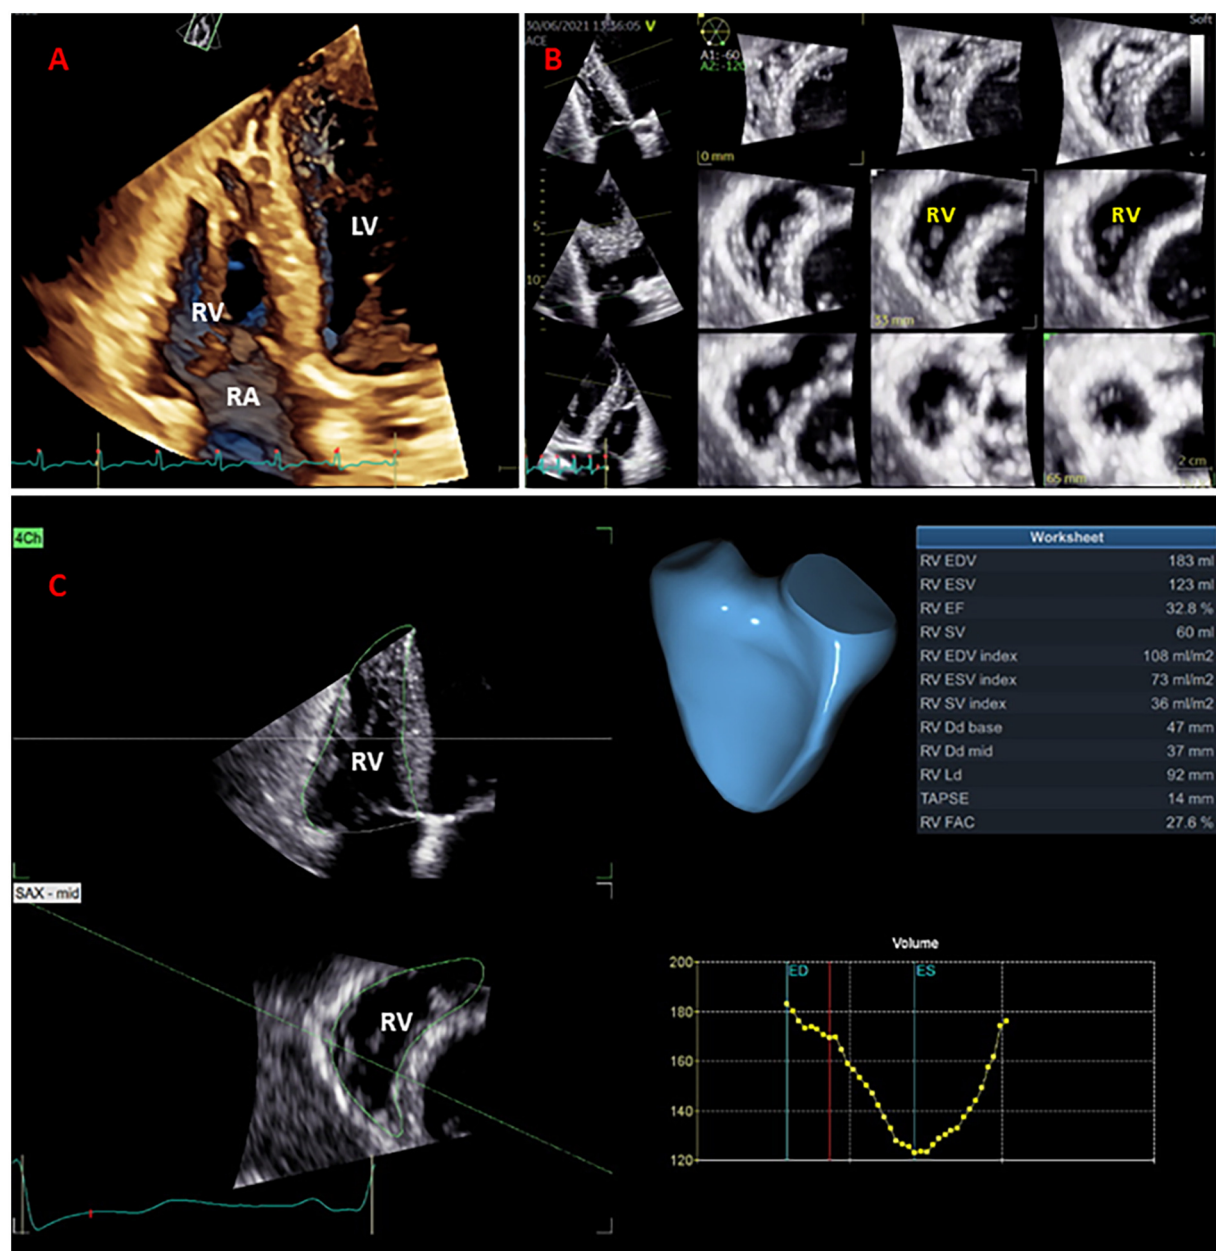 A
LV
RV
RA
30/06/2021 13:36:05 V
ACE
B
A1: -60
A2: -120
Soft
0 mm
5
10
RV
RV
33 mm
65 mm
2 cm
4Ch
C
RV
Worksheet
RV EDV 183 ml
RV ESV 123 ml
RV EF 32.8 %
RV SV 60 ml
RV EDV index 108 ml/m2
RV ESV index 73 ml/m2
RV SV index 36 ml/m2
RV Dd base 47 mm
RV Dd mid 37 mm
RV Ld 92 mm
TAPSE 14 mm
RV FAC 27.6 %
SAX - mid
RV
Volume
ED
ES
200
180
160
140
120